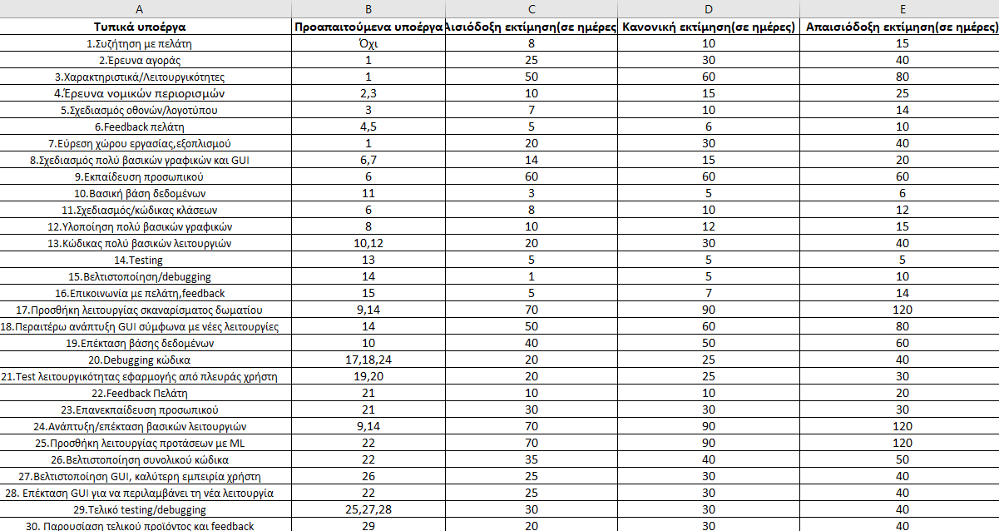 A B C D E
Τυπικά υποέργα Προαπαιτούμενα υποέργα Αισιόδοξη εκτίμηση(σε ημέρες Κανονική εκτίμηση(σε ημέρες) Απαισιόδοξη εκτίμηση(σε ημέρες)
1.Συζήτηση με πελάτη Όχι 8 10 15
2.Έρευνα αγοράς 1 25 30 40
3.Χαρακτηριστικά/Λειτουργικότητες 1 50 60 80
4.Έρευνα νομικών περιορισμών 2,3 10 15 25
5.Σχεδιασμός οθονών/λογοτύπου 3 7 10 14
6.Feedback πελάτη 4,5 5 6 10
7.Εύρεση χώρου εργασίας,εξοπλισμού 1 20 30 40
8.Σχεδιασμός πολύ βασικών γραφικών και GUI 6,7 14 15 20
9.Εκπαίδευση προσωπικού 6 60 60 60
10.Βασική βάση δεδομένων 11 3 5 6
11.Σχεδιασμός/κώδικας κλάσεων 6 8 10 12
12.Υλοποίηση πολύ βασικών γραφικών 8 10 12 15
13.Κώδικας πολύ βασικών λειτουργιών 10,12 20 30 40
14.Testing 13 5 5 5
15.Βελτιστοποίηση/debugging 14 1 5 10
16.Επικοινωνία με πελάτη,feedback 15 5 7 14
17.Προσθήκη λειτουργίας σκαναρίσματος δωματίου 9,14 70 90 120
18.Περαιτέρω ανάπτυξη GUI σύμφωνα με νέες λειτουργίες 14 50 60 80
19.Επέκταση βάσης δεδομένων 10 40 50 60
20.Debugging κώδικα 17,18,24 20 25 40
21.Test λειτουργικότητας εφαρμογής από πλευράς χρήστη 19,20 20 25 30
22.Feedback Πελάτη 21 10 10 20
23.Επανεκπαίδευση προσωπικού 21 30 30 30
24.Ανάπτυξη/επέκταση βασικών λειτουργιών 9,14 70 90 120
25.Προσθήκη λειτουργίας προτάσεων με ML 22 70 90 120
26.Βελτιστοποίηση συνολικού κώδικα 22 35 40 50
27.Βελτιστοποίηση GUI, καλύτερη εμπειρία χρήστη 26 25 30 40
28. Επέκταση GUI για να περιλαμβάνει τη νέα λειτουργία 22 25 30 40
29.Τελικό testing/debugging 25,27,28 30 30 40
30. Παρουσίαση τελικού προϊόντος και feedback 29 20 30 40